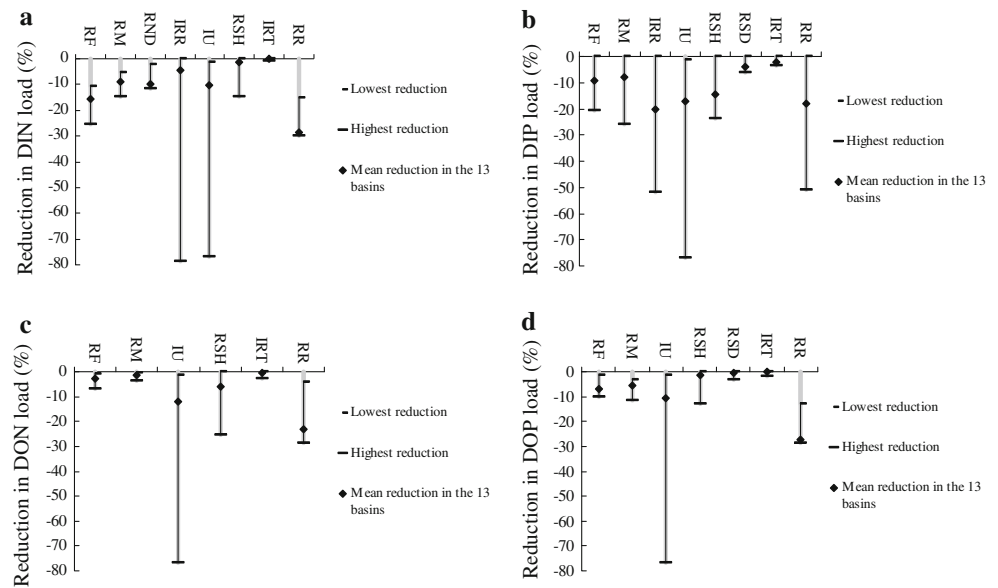 a
Reduction in DIN load (%)
RF RM RND IRR IU RSH IRT RR
0
-10
-20
-30
-40
-50
-60
-70
-80
Lowest reduction
Highest reduction
Mean reduction in the 13
basins
b
Reduction in DIP load (%)
RF RM IRR IU RSH RSD IRT RR
0
-10
-20
-30
-40
-50
-60
-70
-80
Lowest reduction
Highest reduction
Mean reduction in the 13
basins
c
Reduction in DON load (%)
RF RM IU RSH IRT RR
0
-10
-20
-30
-40
-50
-60
-70
-80
Lowest reduction
Highest reduction
Mean reduction in the 13
basins
d
Reduction in DOP load (%)
RF RM IU RSH RSD IRT RR
0
-10
-20
-30
-40
-50
-60
-70
-80
Lowest reduction
Highest reduction
Mean reduction in the 13
basins